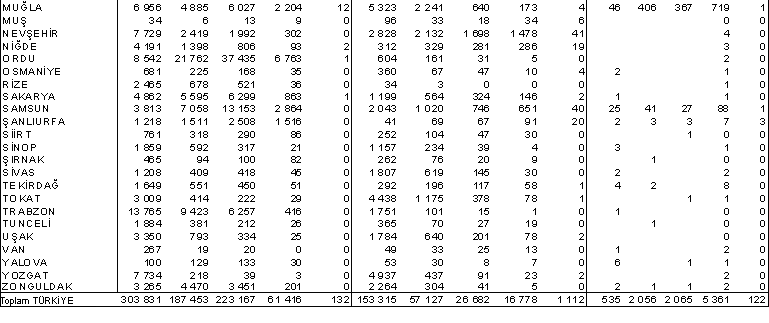 MUĞLA 6 956 4 885 6 027 2 204 12 5 323 2 241 640 173 4 46 406 367 719 1
MUŞ 34 6 13 9 0 96 33 18 34 6 0 0
NEVŞEHİR 7 729 2 419 1 992 302 0 2 828 2 132 1 698 1 478 41 4 0
NİĞDE 4 191 1 398 806 93 2 312 329 281 286 19 3 0
ORDU 8 542 21 762 37 435 6 763 1 604 161 31 5 0 2 0
OSMANİYE 681 225 168 35 0 360 67 47 10 4 2 1 0
RİZE 2 465 678 521 36 0 34 3 0 0 0 1 0
SAKARYA 4 862 5 595 6 299 863 1 1 199 564 324 146 2 1 0
SAMSUN 3 813 7 058 13 153 2 864 0 2 043 1 020 746 651 40 25 41 27 88 1
ŞANLIURFA 1 218 1 511 2 508 1 516 0 41 69 67 91 20 2 3 3 7 3
SİİRT 761 318 290 86 0 252 104 47 30 0 1 0 0
SİNOP 1 859 592 317 21 0 1 157 234 39 4 0 3 1 0
ŞIRNAK 465 94 100 82 0 262 76 20 9 0 1 0 0
SİVAS 1 208 409 418 45 0 1 807 619 145 30 0 2 2 0
TEKİRDAĞ 1 649 551 450 51 0 292 196 117 58 1 4 2 8 0
TOKAT 3 009 414 222 29 0 4 438 1 175 378 78 1 1 1 0
TRABZON 13 765 9 423 6 257 416 0 1 751 101 15 1 0 1 0 0
TUNCELİ 1 884 381 212 26 0 365 70 27 19 0 1 0 0
UŞAK 3 350 793 334 25 0 1 784 640 201 78 2 2 0
VAN 267 19 20 0 0 49 33 25 13 0 1 2 0
YALOVA 100 129 133 30 0 53 30 8 7 0 6 1 1 0
YOZGAT 7 734 218 39 3 0 4 937 437 91 23 2 2 0
ZONGULDAK 3 265 4 470 3 451 201 0 2 264 304 41 5 0 2 1 1 2 0
Toplam TÜRKİYE 303 831 187 453 223 167 61 416 132 153 315 57 127 26 682 16 778 1 112 535 2 056 2 065 5 361 122